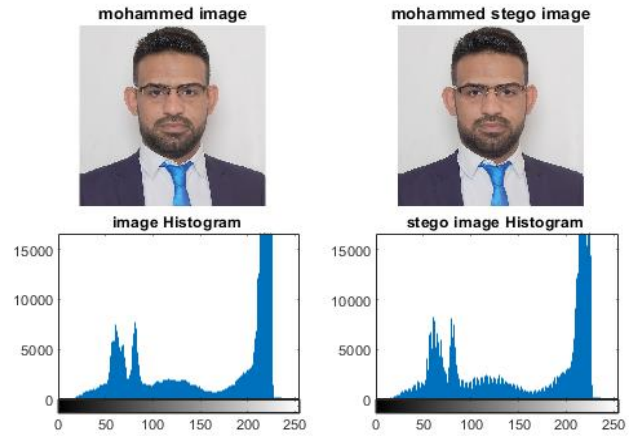 mohammed image
mohammed stego image
image Histogram
stego image Histogram
15000
10000
5000
0
0 50 100 150 200 250
15000
10000
5000
0
0 50 100 150 200 250